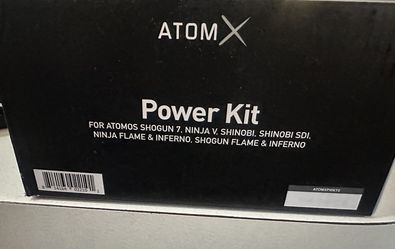 ATOMX
Power Kit
FOR ATOMOS SHOGUN 7, NINJA V, SHINOBI, SHINOBI SDI,
NINJA FLAME & INFERNO, SHOGUN FLAME & INFERNO